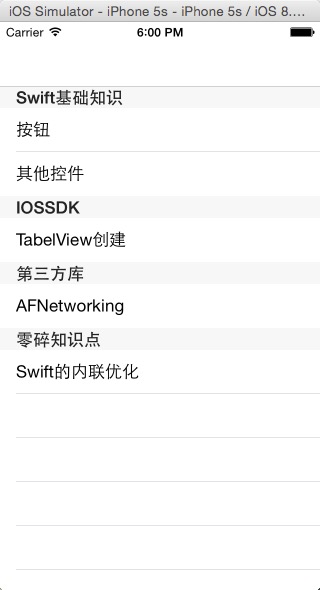 iOS Simulator - iPhone 5s - iPhone 5s / iOS 8....
Carrier 6:00 PM
Swift基础知识
按钮
其他控件
IOSSDK
TabelView创建
第三方库
AFNetworking
零碎知识点
Swift的内联优化